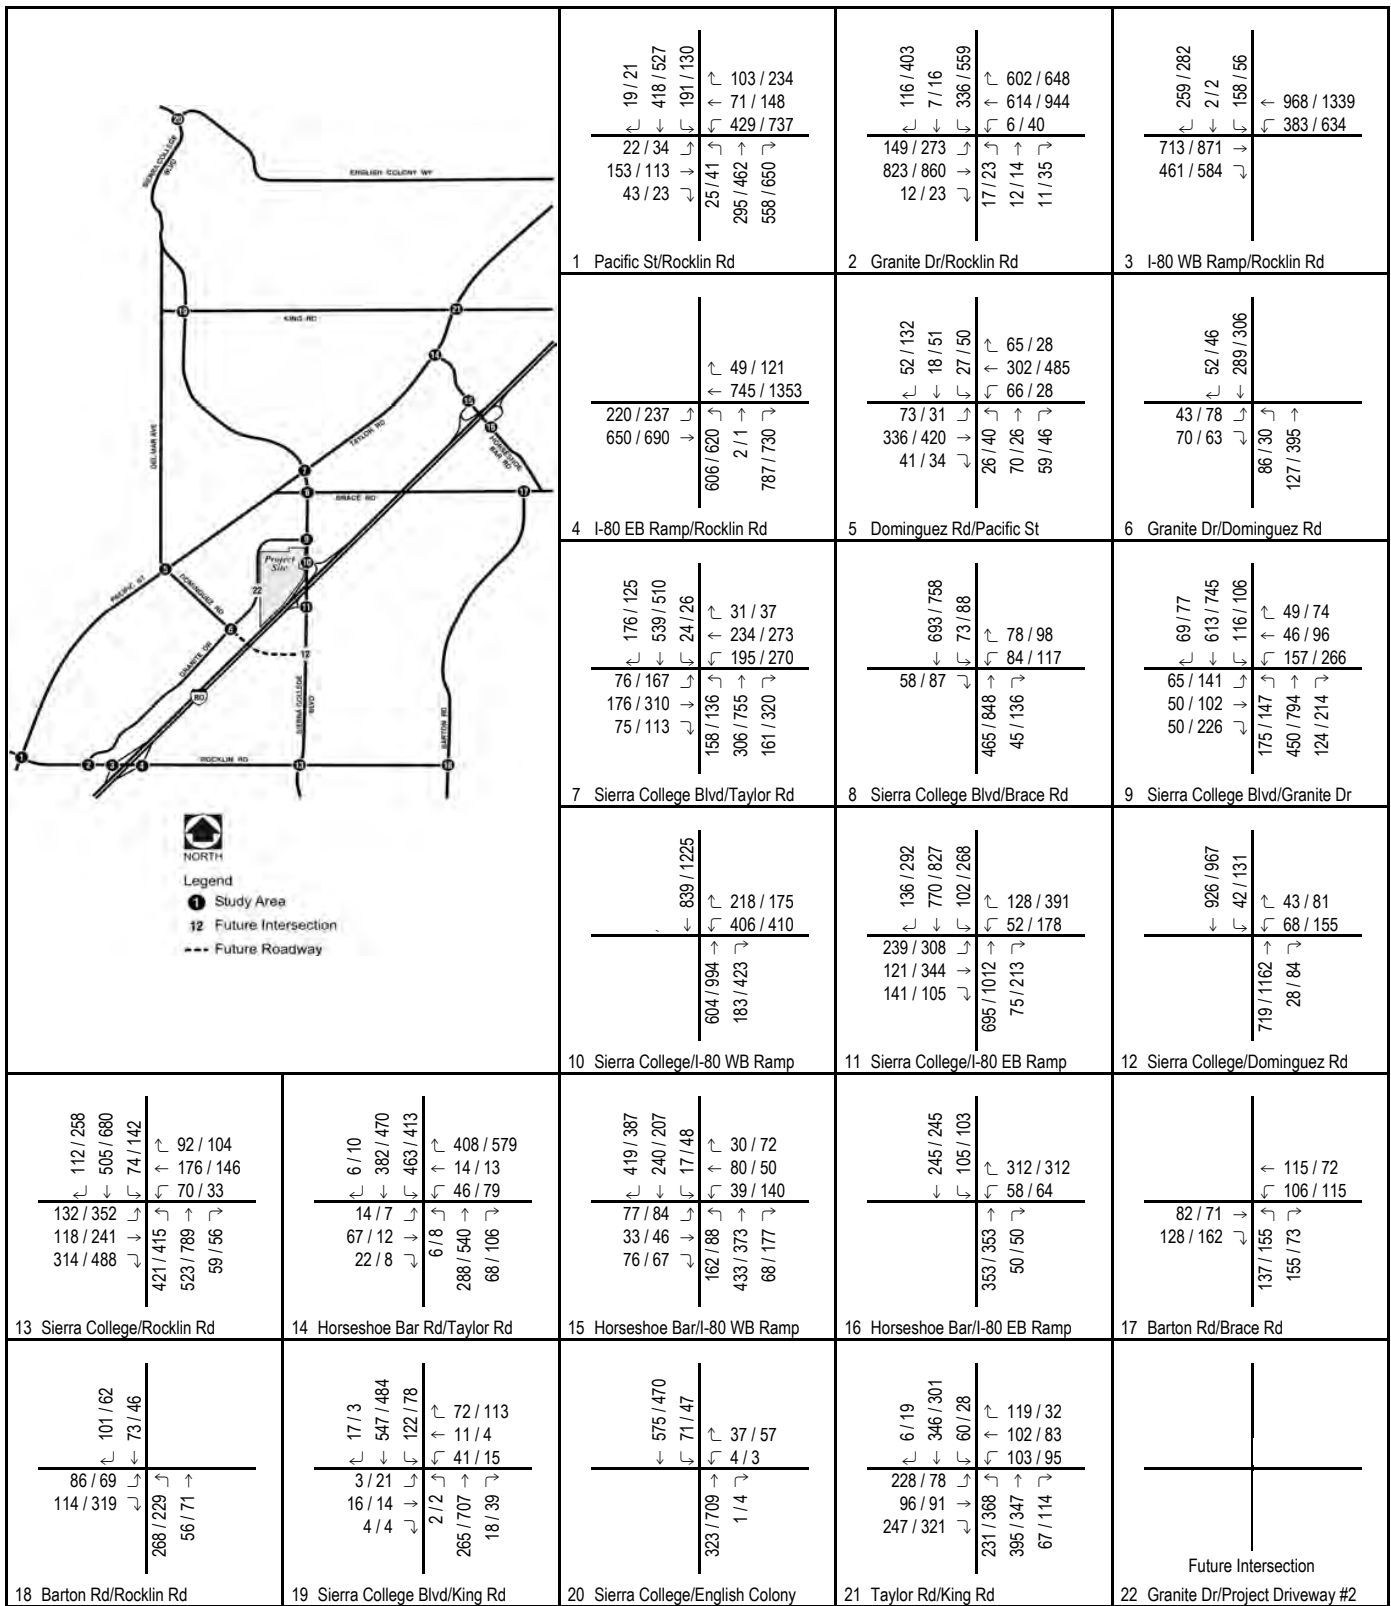 20
SIERRA COLLEGE
BLVD
ENGLISH COLONY WY
19
21
KING RD
14
15
16
HORSESHOE
BAR RD
TAYLOR RD
DEL MAR AVE
7
8
BRACE RD
17
9
Project
Site
10
5
PACIFIC ST
DOMINGUEZ RD
22
11
6
12
GRANITE DR
80
SIERRA COLLEGE
BLVD
BARTON RD
1
2
3
4
ROCKLIN RD
13
18
NORTH
Legend
1 Study Area
12 Future Intersection
Future Roadway
19 / 21
418 / 527
191 / 130
↑ 103 / 234
← 71 / 148
429 / 737
22 / 34
153 / 113 →
43 / 23
25 / 41
295 / 462
558 / 650
1 Pacific St/Rocklin Rd
116 / 403
7 / 16
336 / 559
602 / 648
← 614 / 944
6 / 40
149 / 273
823 / 860 →
12 / 23
17 / 23
12 / 14
11 / 35
2 Granite Dr/Rocklin Rd
259 / 282
2 / 2
158 / 56
← 968 / 1339
383 / 634
713 / 871 →
461 / 584
3 I-80 WB Ramp/Rocklin Rd
49 / 121
← 745 / 1353
220 / 237
650 / 690 →
606 / 620
2 / 1
787 / 730
4 I-80 EB Ramp/Rocklin Rd
52 / 132
18 / 51
27 / 50
65 / 28
← 302 / 485
66 / 28
73 / 31
336 / 420 →
41 / 34
26 / 40
70 / 26
59 / 46
5 Dominguez Rd/Pacific St
52 / 46
289 / 306
43 / 78
70 / 63
86 / 30
127 / 395
6 Granite Dr/Dominguez Rd
176 / 125
539 / 510
24 / 26
31 / 37
← 234 / 273
195 / 270
76 / 167
176 / 310 →
75 / 113
158 / 136
306 / 755
161 / 320
7 Sierra College Blvd/Taylor Rd
693 / 758
73 / 88
78 / 98
84 / 117
58 / 87
465 / 848
45 / 136
8 Sierra College Blvd/Brace Rd
69 / 77
613 / 745
116 / 106
49 / 74
← 46 / 96
157 / 266
65 / 141
50 / 102 →
50 / 226
175 / 147
450 / 794
124 / 214
9 Sierra College Blvd/Granite Dr
839 / 1225
218 / 175
406 / 410
604 / 994
183 / 423
10 Sierra College/I-80 WB Ramp
136 / 292
770 / 827
102 / 268
128 / 391
52 / 178
239 / 308
121 / 344 →
141 / 105
695 / 1012
75 / 213
11 Sierra College/I-80 EB Ramp
926 / 967
42 / 131
43 / 81
68 / 155
719 / 1162
28 / 84
12 Sierra College/Dominguez Rd
112 / 258
505 / 680
74 / 142
92 / 104
← 176 / 146
70 / 33
132 / 352
118 / 241 →
314 / 488
421 / 415
523 / 789
59 / 56
13 Sierra College/Rocklin Rd
6 / 10
382 / 470
463 / 413
408 / 579
← 14 / 13
46 / 79
14 / 7
67 / 12 →
22 / 8
6 / 8
288 / 540
68 / 106
14 Horseshoe Bar Rd/Taylor Rd
419 / 387
240 / 207
17 / 48
30 / 72
← 80 / 50
39 / 140
77 / 84
33 / 46 →
76 / 67
162 / 88
433 / 373
68 / 177
15 Horseshoe Bar/I-80 WB Ramp
245 / 245
105 / 103
312 / 312
58 / 64
353 / 353
50 / 50
16 Horseshoe Bar/I-80 EB Ramp
← 115 / 72
106 / 115
82 / 71 →
128 / 162
137 / 155
155 / 73
17 Barton Rd/Brace Rd
101 / 62
73 / 46
86 / 69
114 / 319
268 / 229
56 / 71
18 Barton Rd/Rocklin Rd
17 / 3
547 / 484
122 / 78
72 / 113
← 11 / 4
41 / 15
3 / 21
16 / 14 →
4 / 4
2 / 2
265 / 707
18 / 39
19 Sierra College Blvd/King Rd
575 / 470
71 / 47
37 / 57
4 / 3
323 / 709
1 / 4
20 Sierra College/English Colony
6 / 19
346 / 301
60 / 28
119 / 32
← 102 / 83
103 / 95
228 / 78
96 / 91 →
247 / 321
231 / 368
395 / 347
67 / 114
21 Taylor Rd/King Rd
Future Intersection
22 Granite Dr/Project Driveway #2